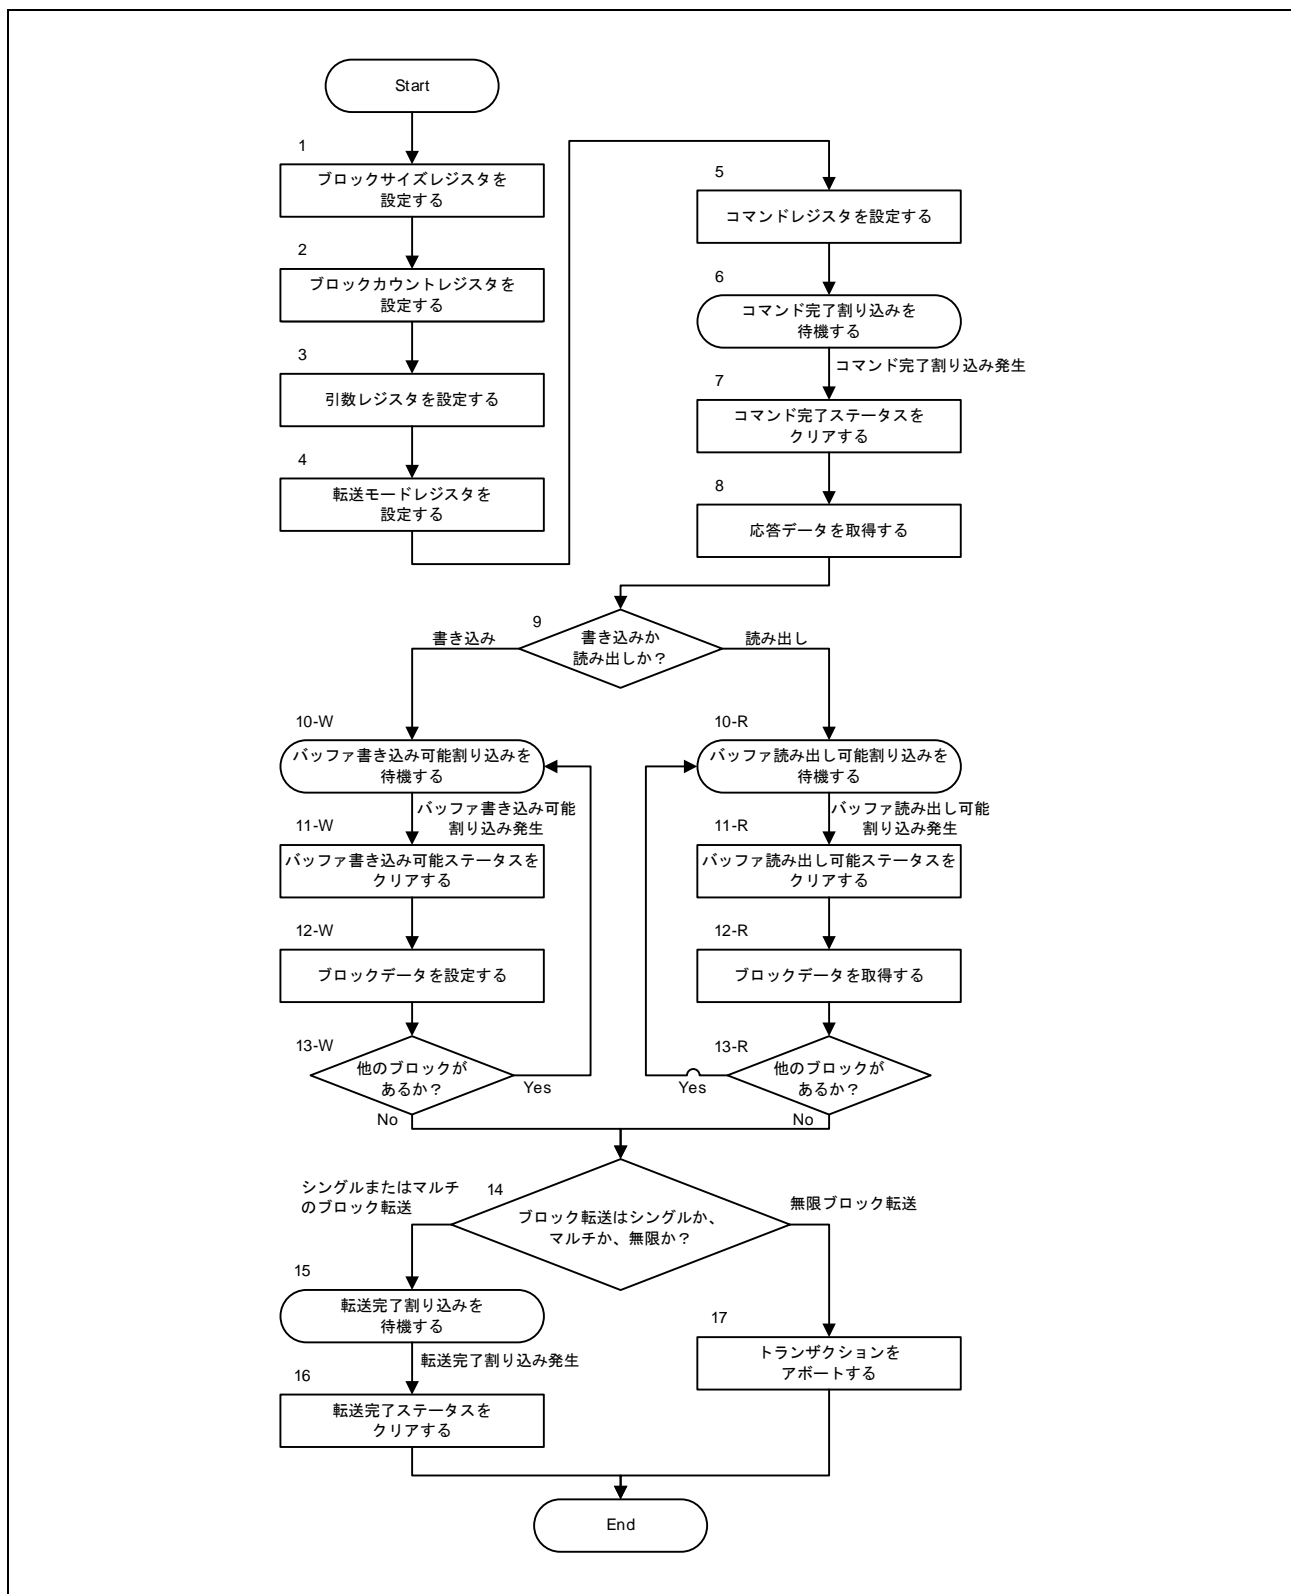 Start
1
ブロックサイズレジスタを
設定する
2
ブロックカウントレジスタを
設定する
3
引数レジスタを設定する
4
転送モードレジスタを
設定する
5
コマンドレジスタを設定する
6
コマンド完了割り込みを
待機する
コマンド完了割り込み発生
7
コマンド完了ステータスを
クリアする
8
応答データを取得する
9
書き込みか
読み出しか？
書き込み
読み出し
10-W
バッファ書き込み可能割り込みを
待機する
バッファ書き込み可能
割り込み発生
11-W
バッファ書き込み可能ステータスを
クリアする
12-W
ブロックデータを設定する
13-W
他のブロックが
あるか？
Yes
No
10-R
バッファ読み出し可能割り込みを
待機する
バッファ読み出し可能
割り込み発生
11-R
バッファ読み出し可能ステータスを
クリアする
12-R
ブロックデータを取得する
13-R
他のブロックが
あるか？
Yes
No
14
ブロック転送はシングルか、
マルチか、無限か？
シングルまたはマルチ
のブロック転送
無限ブロック転送
15
転送完了割り込みを
待機する
転送完了割り込み発生
16
転送完了ステータスを
クリアする
17
トランザクションを
アボートする
End